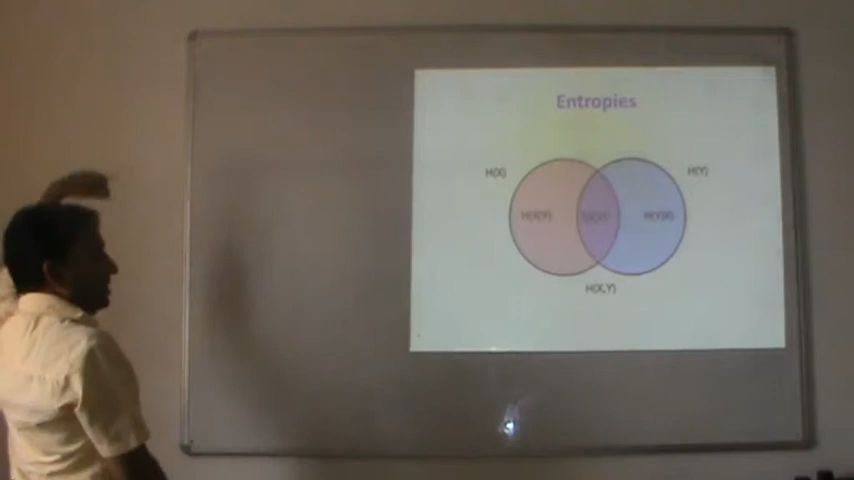 Entropies
H(X)
H(Y)
H(X|Y)
H(Y|X)
H(X,Y)